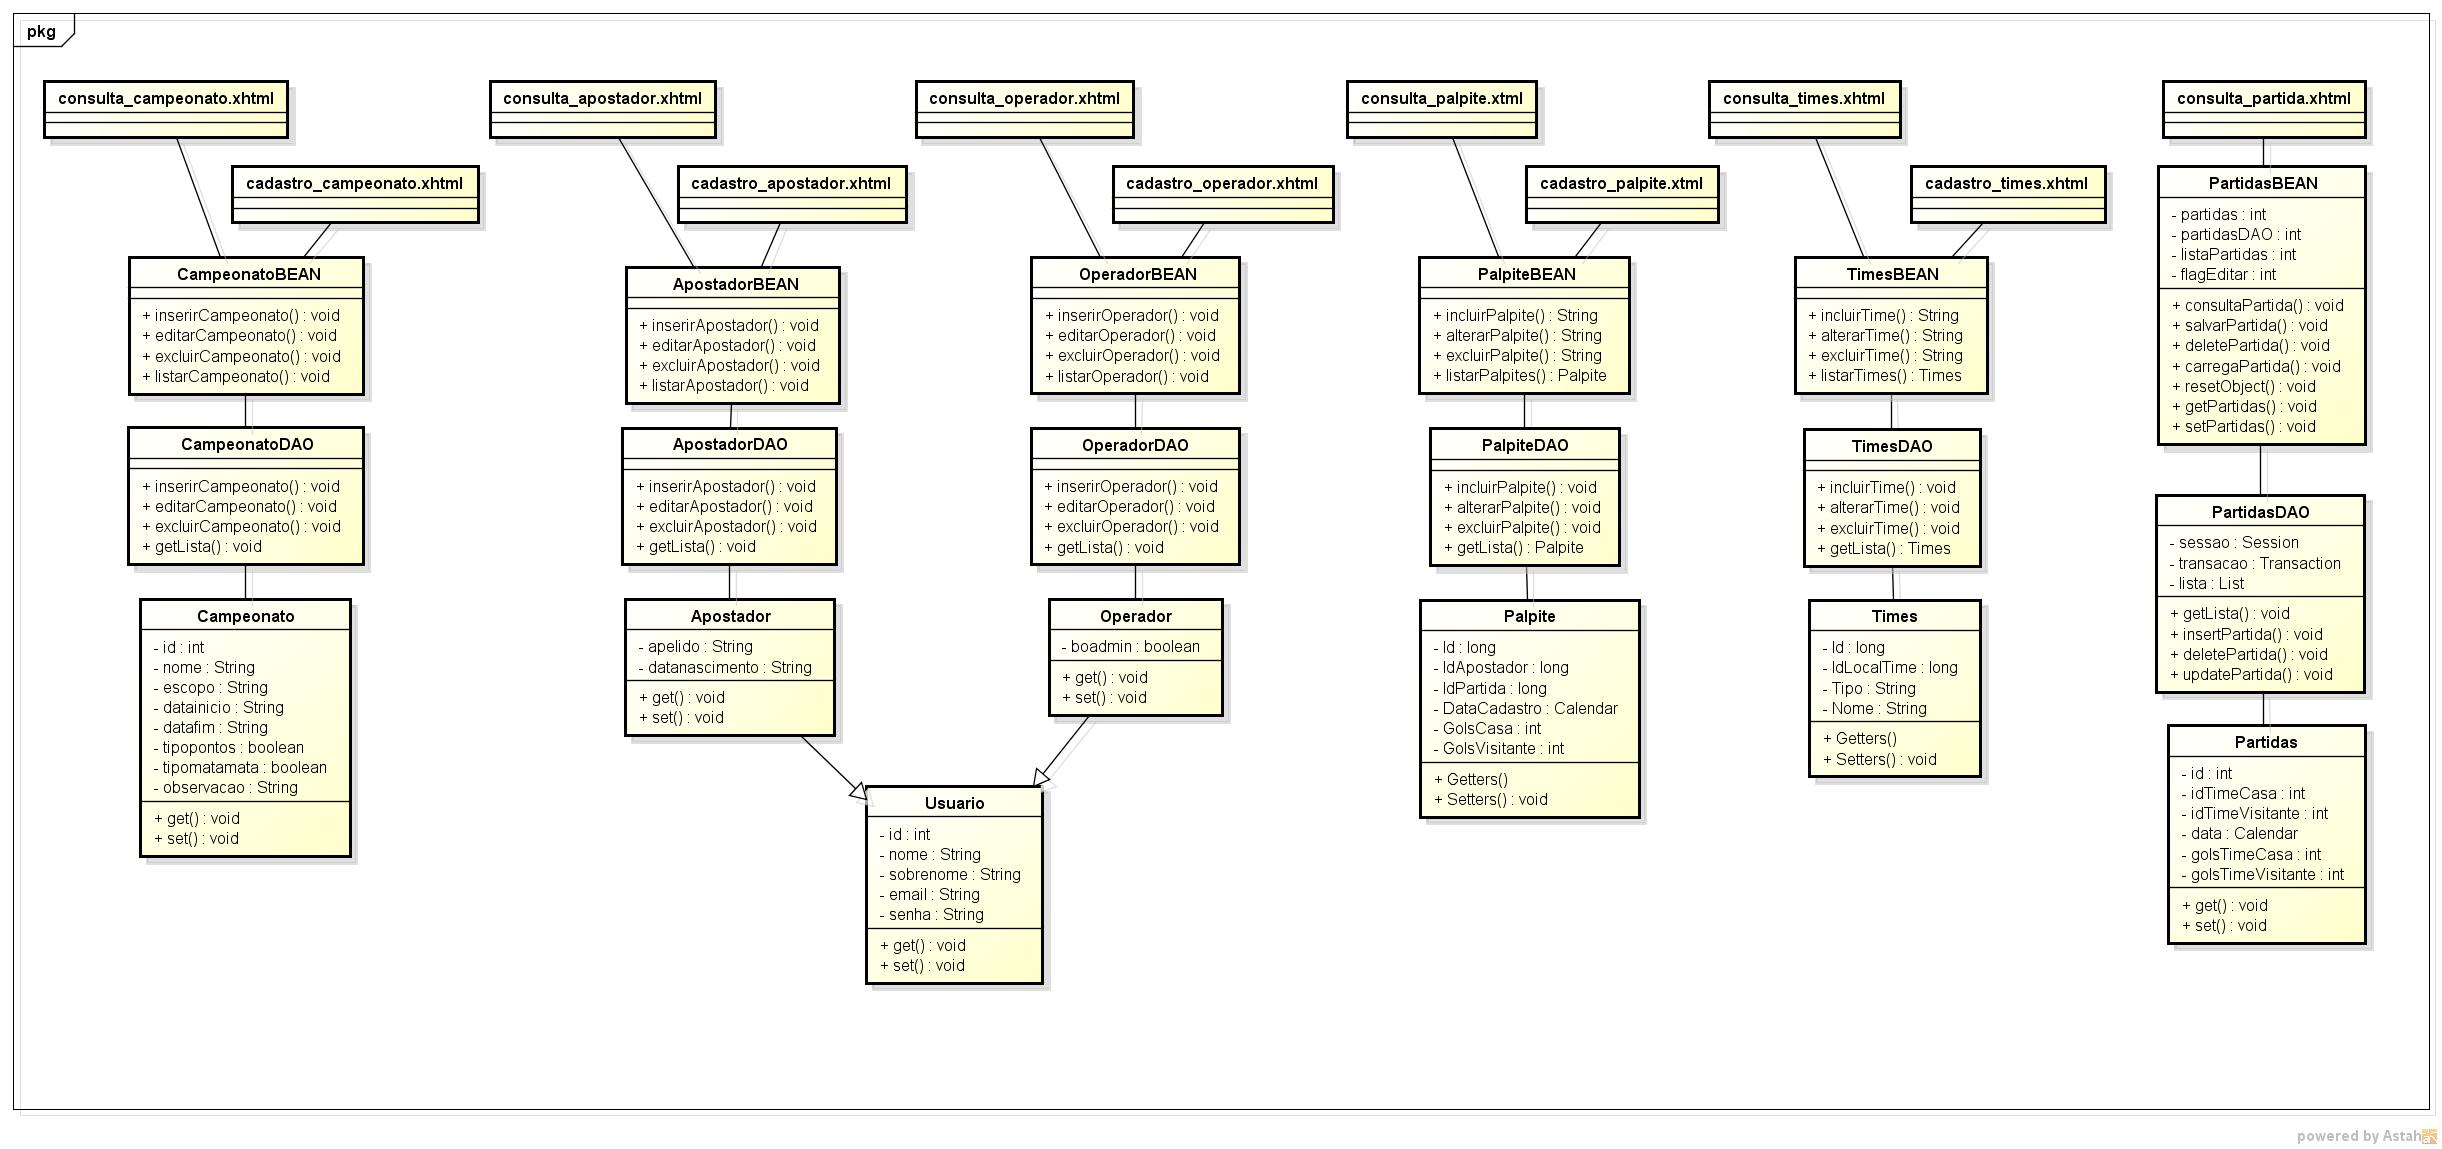 pkg
consulta_campeonato.xhtml
cadastro_campeonato.xhtml
CampeonatoBEAN
+ inserirCampeonato() : void
+ editarCampeonato() : void
+ excluirCampeonato() : void
+ listarCampeonato() : void
CampeonatoDAO
+ inserirCampeonato() : void
+ editarCampeonato() : void
+ excluirCampeonato() : void
+ getLista() : void
Campeonato
- id : int
- nome : String
- escopo : String
- datainicio : String
- datafim : String
- tipopontos : boolean
- tipomatamata : boolean
- observacao : String
+ get() : void
+ set() : void
consulta_apostador.xhtml
cadastro_apostador.xhtml
ApostadorBEAN
+ inserirApostador() : void
+ editarApostador() : void
+ excluirApostador() : void
+ listarApostador() : void
ApostadorDAO
+ inserirApostador() : void
+ editarApostador() : void
+ excluirApostador() : void
+ getLista() : void
Apostador
- apelido : String
- datanascimento : String
+ get() : void
+ set() : void
consulta_operador.xhtml
cadastro_operador.xhtml
OperadorBEAN
+ inserirOperador() : void
+ editarOperador() : void
+ excluirOperador() : void
+ listarOperador() : void
OperadorDAO
+ inserirOperador() : void
+ editarOperador() : void
+ excluirOperador() : void
+ getLista() : void
Operador
- boadmin : boolean
+ get() : void
+ set() : void
Usuario
- id : int
- nome : String
- sobrenome : String
- email : String
- senha : String
+ get() : void
+ set() : void
consulta_palpite.xtml
cadastro_palpite.xtml
PalpiteBEAN
+ incluirPalpite() : String
+ alterarPalpite() : String
+ excluirPalpite() : String
+ listarPalpites() : Palpite
PalpiteDAO
+ incluirPalpite() : void
+ alterarPalpite() : void
+ excluirPalpite() : void
+ getLista() : Palpite
Palpite
- Id : long
- IdApostador : long
- IdPartida : long
- DataCadastro : Calendar
- GolsCasa : int
- GolsVisitante : int
+ Getters()
+ Setters() : void
consulta_times.xhtml
cadastro_times.xhtml
TimesBEAN
+ incluirTime() : String
+ alterarTime() : String
+ excluirTime() : String
+ listarTimes() : Times
TimesDAO
+ incluirTime() : void
+ alterarTime() : void
+ excluirTime() : void
+ getLista() : Times
Times
- Id : long
- IdLocalTime : long
- Tipo : String
- Nome : String
+ Getters()
+ Setters() : void
consulta_partida.xhtml
PartidasBEAN
- partidas : int
- partidasDAO : int
- listaPartidas : int
- flagEditar : int
+ consultaPartida() : void
+ salvarPartida() : void
+ deletePartida() : void
+ carregaPartida() : void
+ resetObject() : void
+ getPartidas() : void
+ setPartidas() : void
PartidasDAO
- sessao : Session
- transacao : Transaction
- lista : List
+ getLista() : void
+ insertPartida() : void
+ deletePartida() : void
+ updatePartida() : void
Partidas
- id : int
- idTimeCasa : int
- idTimeVisitante : int
- data : Calendar
- golsTimeCasa : int
- golsTimeVisitante : int
+ get() : void
+ set() : void
powered by Astah